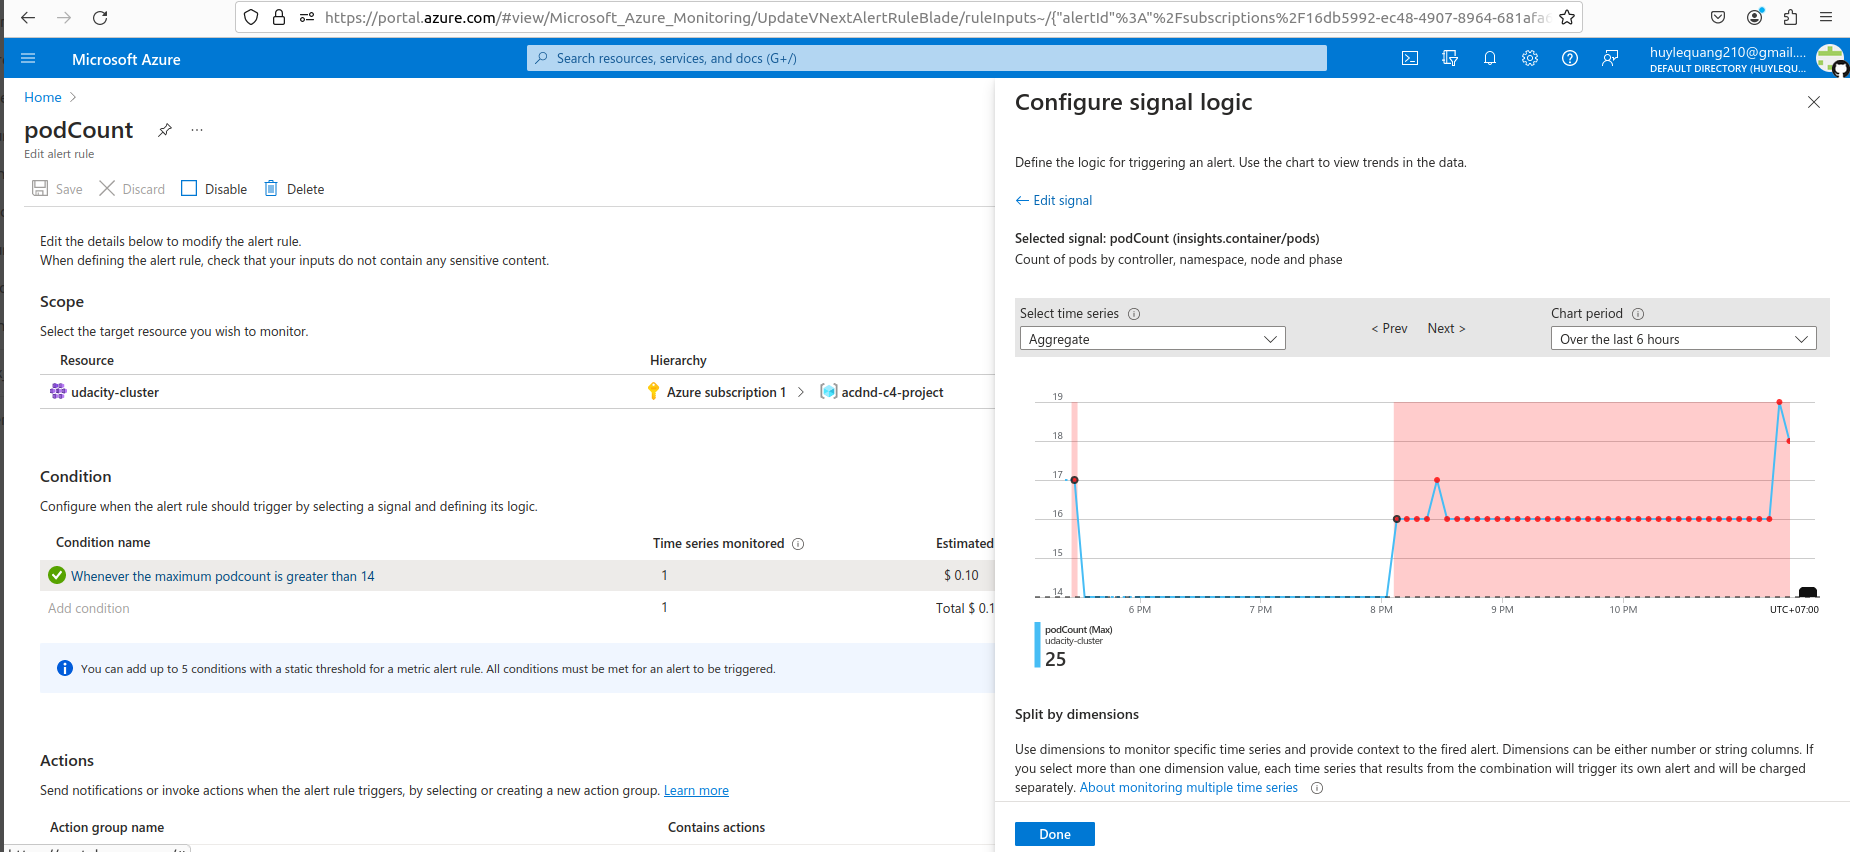 https://portal.azure.com/#view/Microsoft_Azure_Monitoring/UpdateVNextAlertRuleBlade/ruleInputs~/{"alertId"%3A"%2Fsubscriptions%2F16db5992-ec48-4907-8964-681afa6
Microsoft Azure
Search resources, services, and docs (G+/)
huylequang210@gmail....
DEFAULT DIRECTORY (HUYLEQU...
Home >
podCount
...
Edit alert rule
Save Discard Disable Delete
Edit the details below to modify the alert rule.
When defining the alert rule, check that your inputs do not contain any sensitive content.
Scope
Select the target resource you wish to monitor.
Resource Hierarchy
udacity-cluster Azure subscription 1 > acdnd-c4-project
Condition
Configure when the alert rule should trigger by selecting a signal and defining its logic.
Condition name Time series monitored Estimated
Whenever the maximum podcount is greater than 14 1 $ 0.10
Add condition 1 Total $ 0.1
You can add up to 5 conditions with a static threshold for a metric alert rule. All conditions must be met for an alert to be triggered.
Actions
Send notifications or invoke actions when the alert rule triggers, by selecting or creating a new action group. Learn more
Action group name Contains actions
Configure signal logic
Define the logic for triggering an alert. Use the chart to view trends in the data.
← Edit signal
Selected signal: podCount (insights.container/pods)
Count of pods by controller, namespace, node and phase
Select time series
Aggregate
< Prev Next >
Chart period
Over the last 6 hours
19
18
17
16
15
14
6 PM 7 PM 8 PM 9 PM 10 PM UTC+07:00
podCount (Max)
udacity-cluster
25
Split by dimensions
Use dimensions to monitor specific time series and provide context to the fired alert. Dimensions can be either number or string columns. If
you select more than one dimension value, each time series that results from the combination will trigger its own alert and will be charged
separately. About monitoring multiple time series
Done